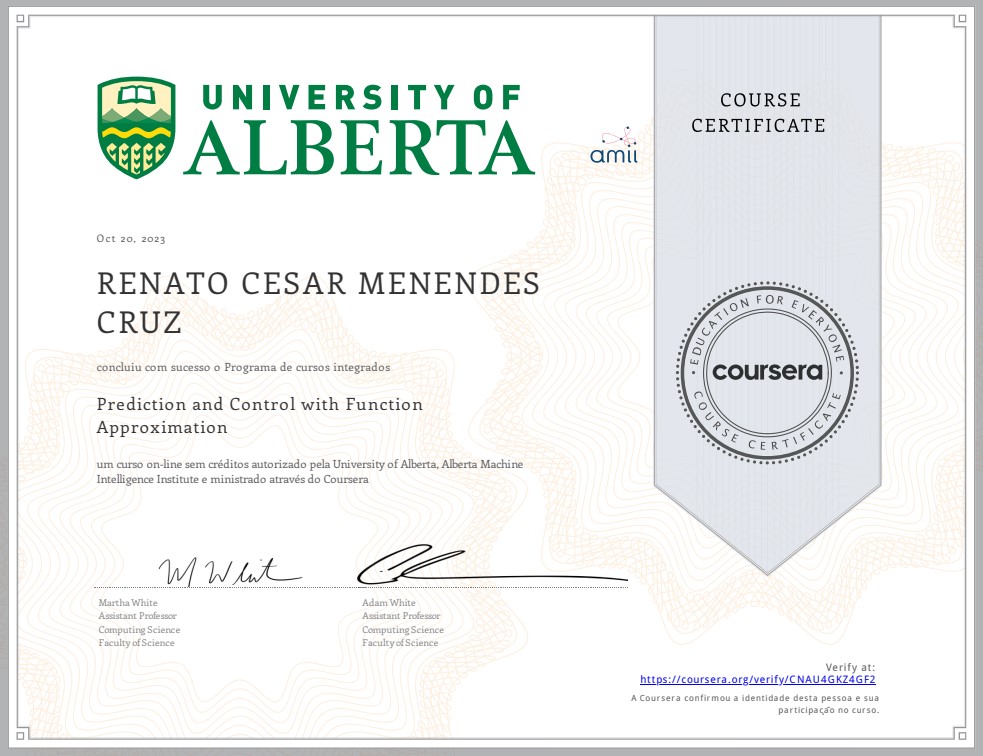 UNIVERSITY OF
ALBERTA
amii
COURSE
CERTIFICATE
Oct 20, 2023
RENATO CESAR MENENDES
CRUZ
concluiu com sucesso o Programa de cursos integrados
Prediction and Control with Function
Approximation
um curso on-line sem créditos autorizado pela University of Alberta, Alberta Machine
Intelligence Institute e ministrado através do Coursera
EDUCATION FOR EVERYONE
coursera
COURSE CERTIFICATE
M White
Martha White
Assistant Professor
Computing Science
Faculty of Science
Adam White
Assistant Professor
Computing Science
Faculty of Science
Verify at:
https://coursera.org/verify/CNAU4GKZ4GF2
A Coursera confirmou a identidade desta pessoa e sua
participação no curso.